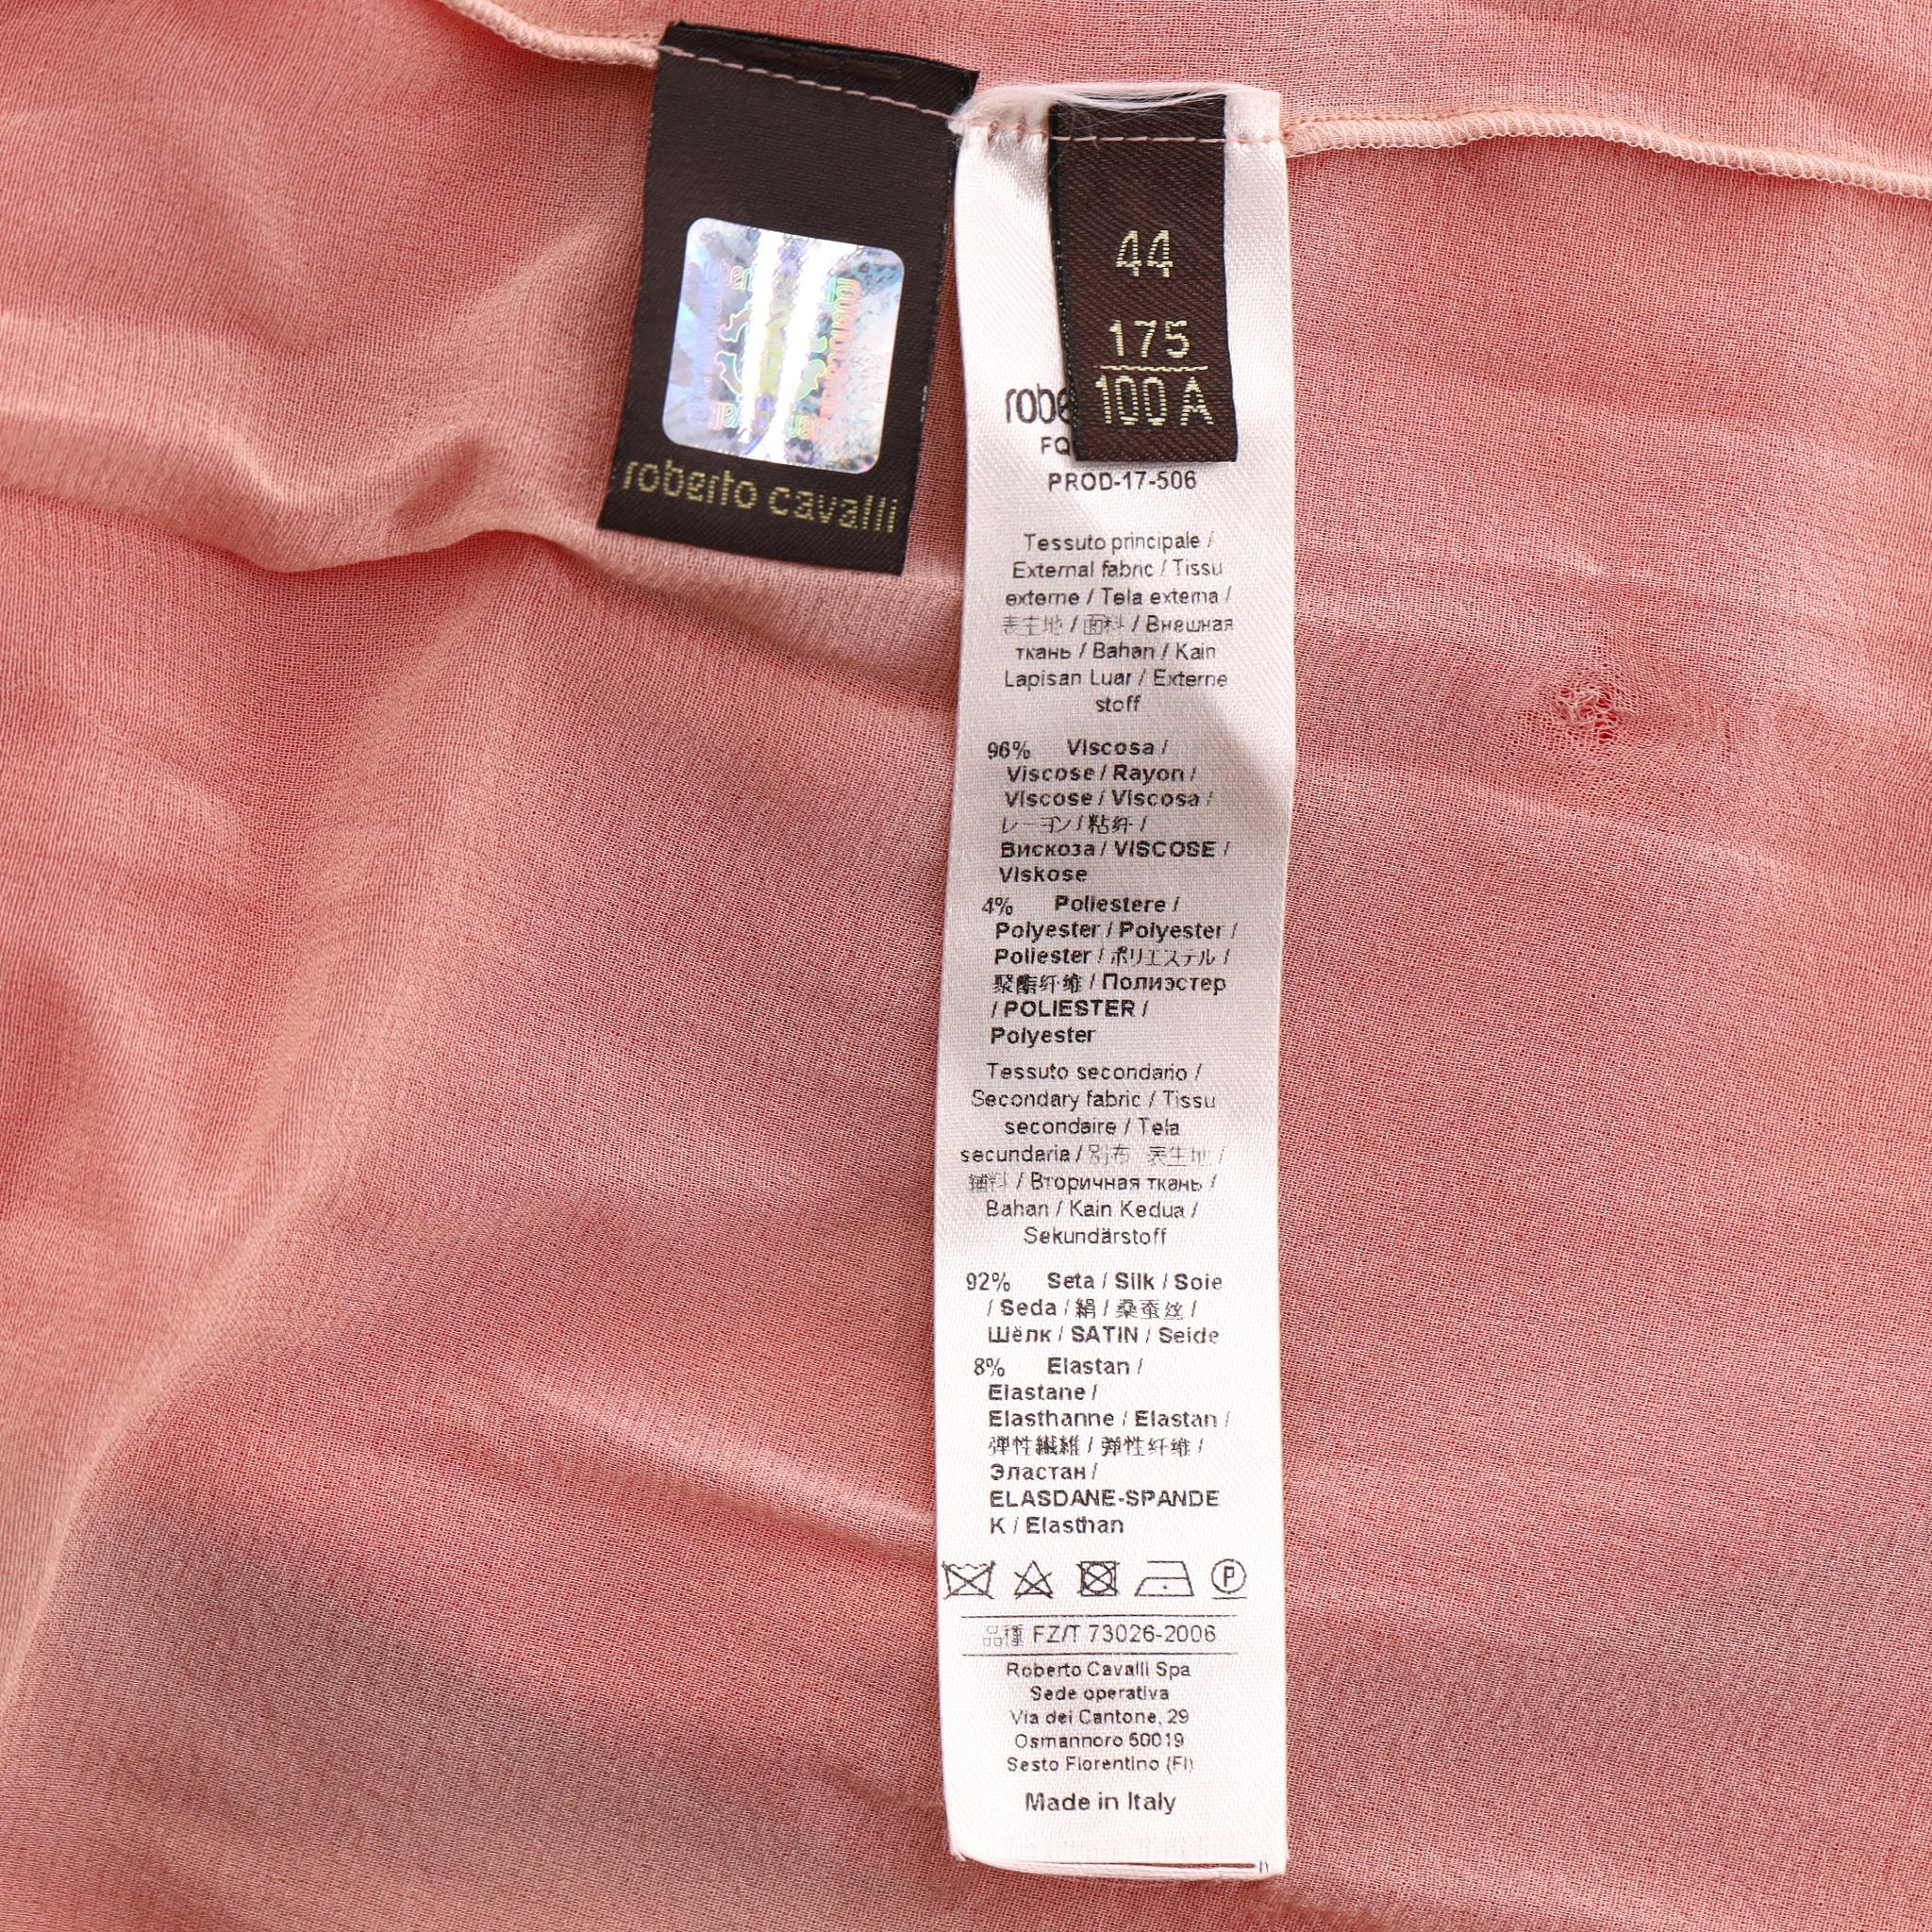 roberto cavalli
44
175
100 A
PROD-17-506
Tessuto principale /
External fabric / Tissu
externe / Tela externa /
表生地 / 面料 / Внешная
ткань / Bahan / Kain
Lapisan Luar / Externe
stoff
96% Viscosa /
Viscose / Rayon /
Viscose / Viscosa /
レーヨン / 粘纤 /
Вискоза / VISCOSE /
Viskose
4% Poliestere /
Polyester / Polyester /
Poliester / ポリエステル /
聚酯纤维 / Полиэстер
/ POLIESTER /
Polyester
Tessuto secondario /
Secondary fabric / Tissu
secondaire / Tela
secundaria / 別布 表生地 /
鋪料 / Вторичная ткань /
Bahan / Kain Kedua /
Sekundärstoff
92% Seta / Silk / Soie
/ Seda / 絹 / 桑蚕丝 /
Шёлк / SATIN / Seide
8% Elastan /
Elastane /
Elasthanne / Elastan /
弾性繊維 / 弹性纤维 /
Эластан /
ELASDANE-SPANDE
K / Elasthan
P
品種 FZ/T 73026-2006
Roberto Cavalli Spa
Sede operativa
Via dei Cantone, 29
Osmannoro 50019
Sesto Fiorentino (FI)
Made in Italy